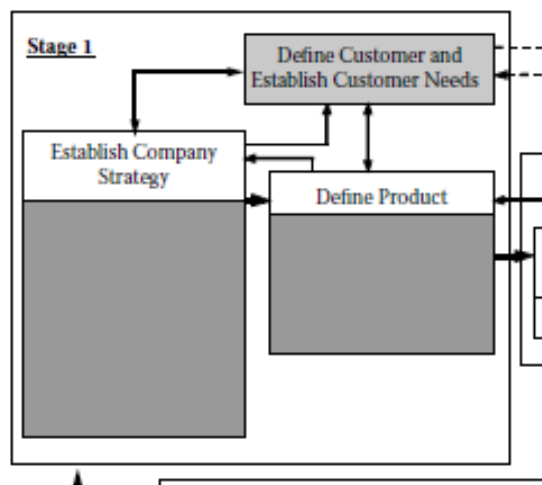 Stage 1
Define Customer and
Establish Customer Needs
Establish Company
Strategy
Define Product